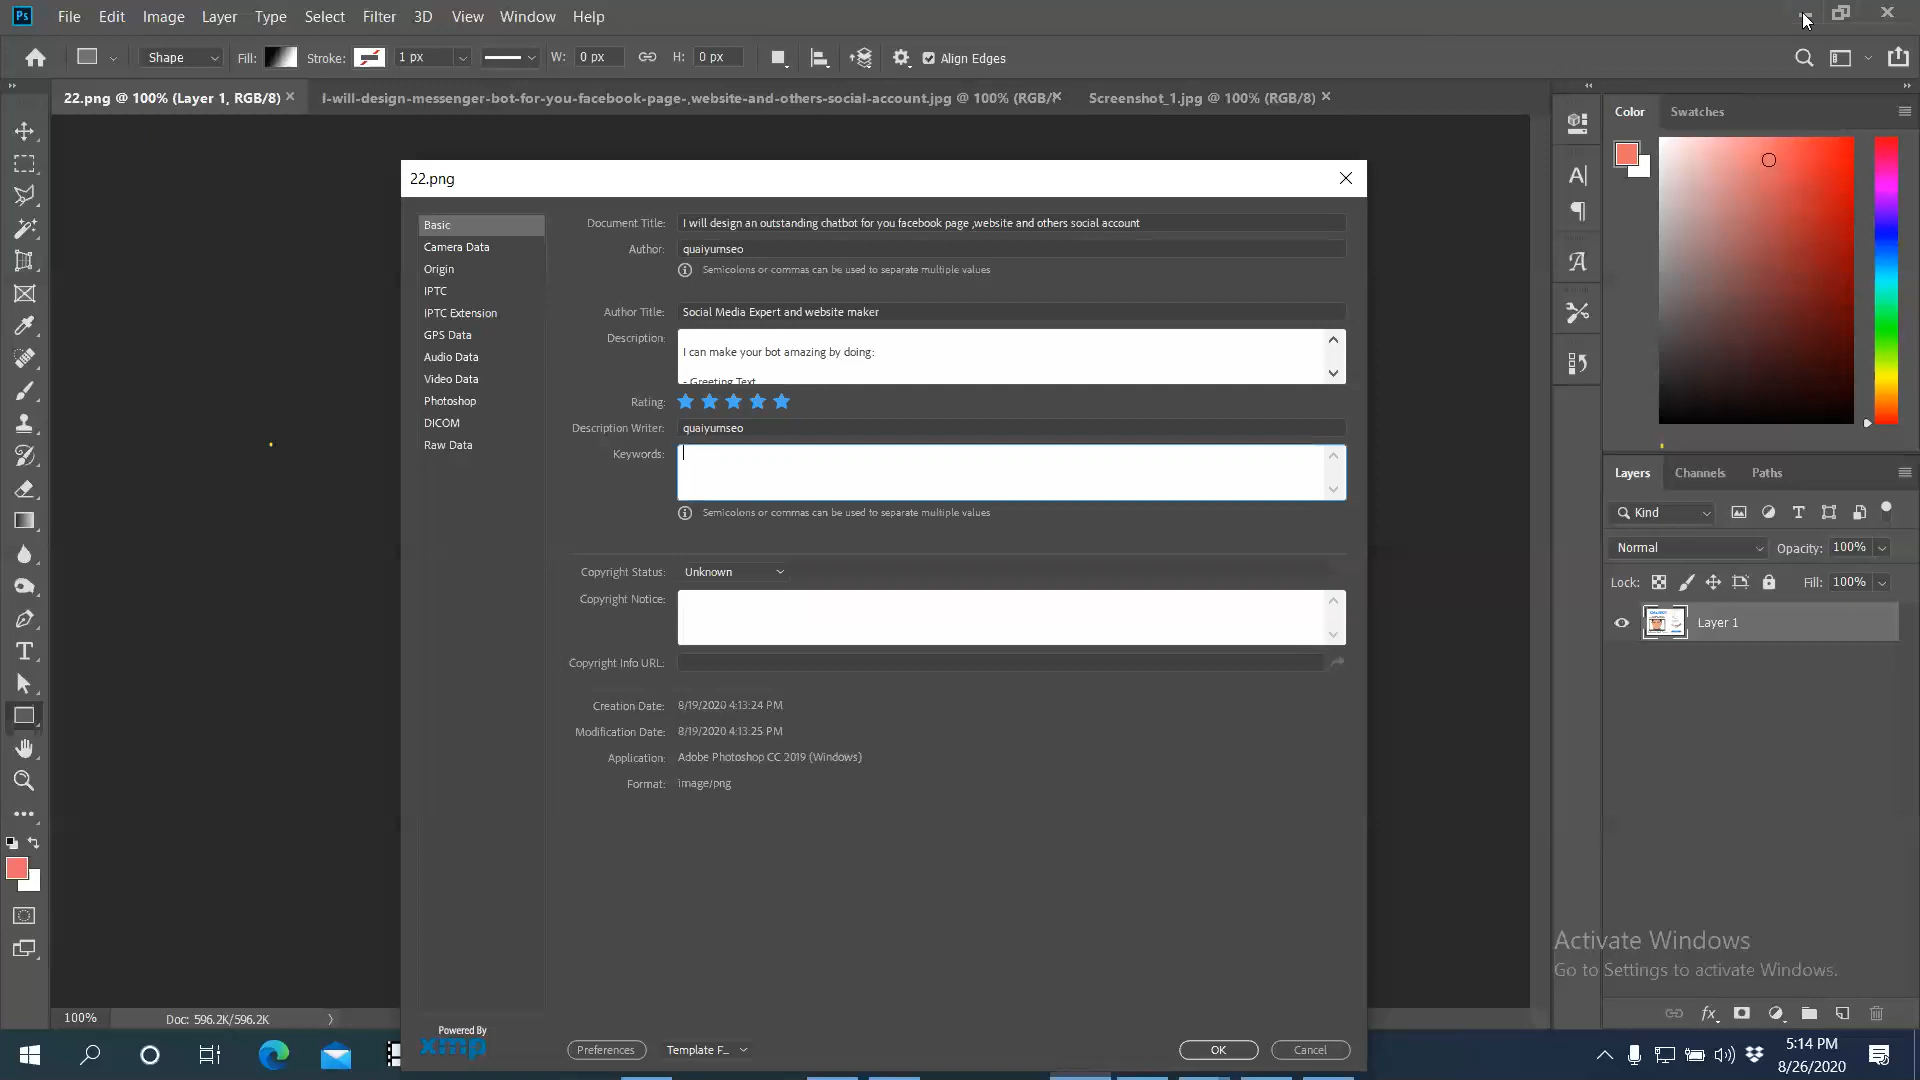 Ps File Edit Image Layer Type Select Filter 3D View Window Help
Shape Fill: Stroke: 1 px W: 0 px H: 0 px Align Edges
22.png @ 100% (Layer 1, RGB/8) × I-will-design-messenger-bot-for-you-facebook-page-,website-and-others-social-account.jpg @ 100% (RGB/ × Screenshot_1.jpg @ 100% (RGB/8) ×
Color Swatches
22.png
Basic
Camera Data
Origin
IPTC
IPTC Extension
GPS Data
Audio Data
Video Data
Photoshop
DICOM
Raw Data
Document Title: I will design an outstanding chatbot for you facebook page ,website and others social account
Author: quaiyumseo
Semicolons or commas can be used to separate multiple values
Author Title: Social Media Expert and website maker
Description: I can make your bot amazing by doing:
- Greeting Text
Rating:
Description Writer: quaiyumseo
Keywords:
Semicolons or commas can be used to separate multiple values
Copyright Status: Unknown
Copyright Notice:
Copyright Info URL:
Creation Date: 8/19/2020 4:13:24 PM
Modification Date: 8/19/2020 4:13:25 PM
Application: Adobe Photoshop CC 2019 (Windows)
Format: image/png
Powered By
xmp
Preferences Template F... OK Cancel
Layers Channels Paths
Kind
Normal Opacity: 100%
Lock: Fill: 100%
Layer 1
Activate Windows
Go to Settings to activate Windows.
100% Doc: 596.2K/596.2K
5:14 PM
8/26/2020